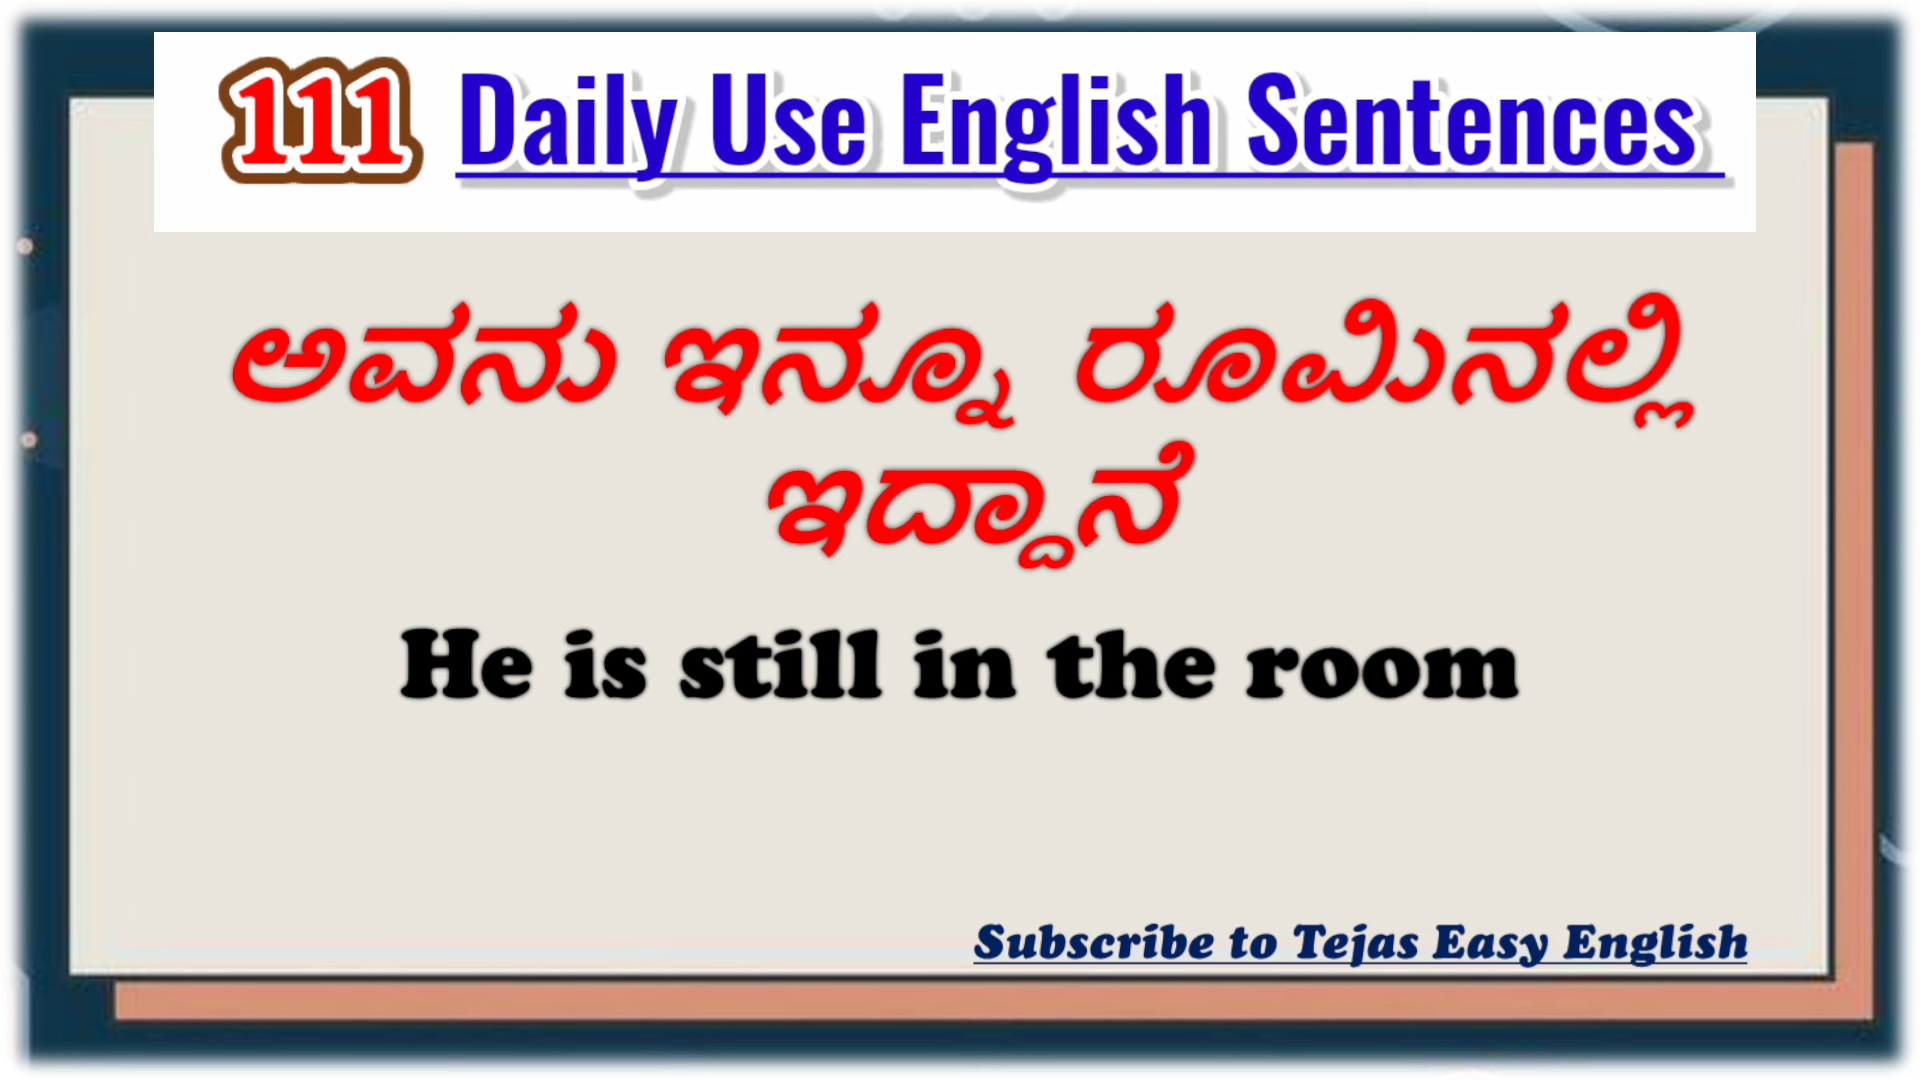 111 Daily Use English Sentences
ಅವನು ಇನ್ನೂ ರೂಮಿನಲ್ಲಿ
ಇದ್ದಾನೆ
He is still in the room
Subscribe to Tejas Easy English